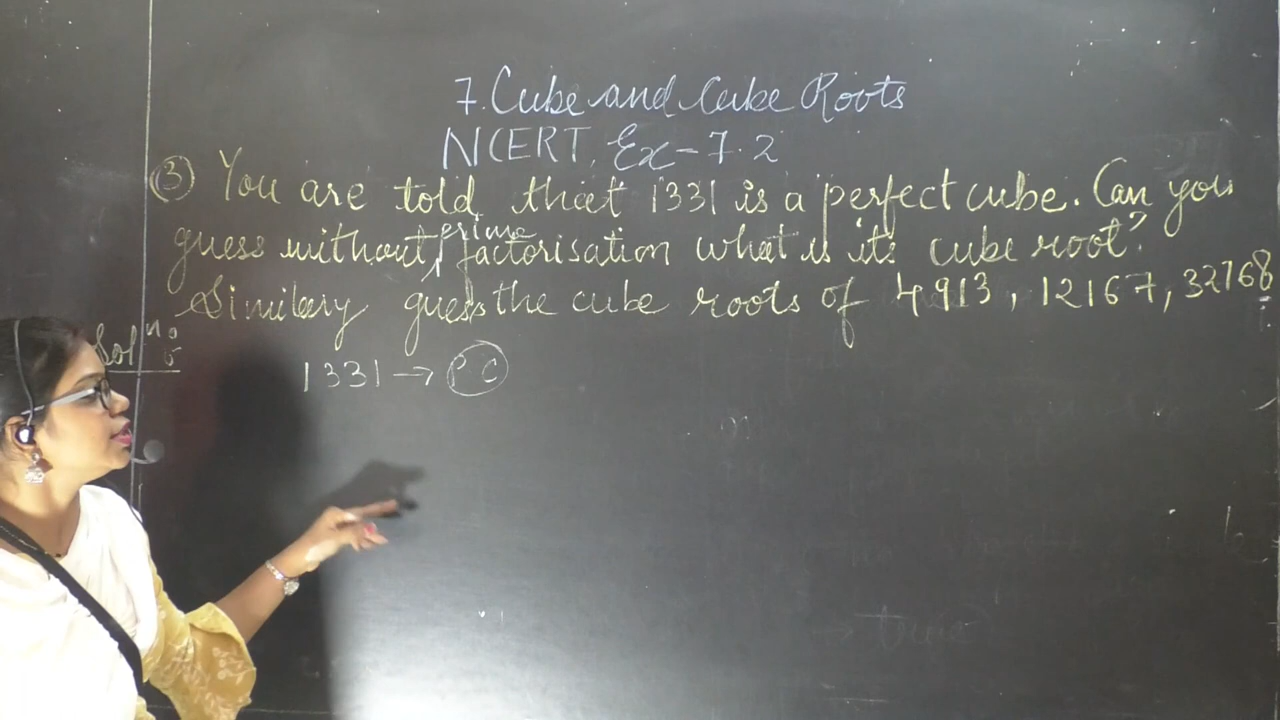 7. Cube and Cube Roots
NCERT, Ex-7.2
③ You are told that 1331 is a perfect cube. Can you
guess without prime factorisation what is its cube root?
Similary guess the cube roots of 4913, 12167, 32768
Solⁿ:
1331 → PC